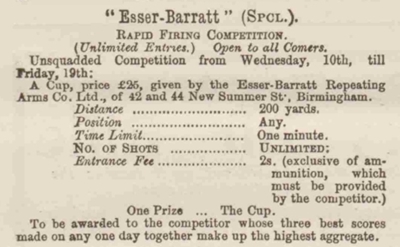 "Esser-Barratt" (SPCL.).
RAPID FIRING COMPETITION.
(Unlimited Entries.) Open to all Comers.
Unsquadded Competition from Wednesday, 10th, till
Friday, 19th:
A Cup, price £25, given by the Esser-Barratt Repeating
Arms Co. Ltd., of 42 and 44 New Summer St', Birmingham.
Distance ........................ 200 yards.
Position ........................ Any.
Time Limit..................... One minute.
NO. OF SHOTS ............... UNLIMITED;
Entrance Fee .................. 2s. (exclusive of am-
munition, which
must be provided
by the competitor.)
One Prize ... The Cup.
To be awarded to the competitor whose three best scores
made on any one day together make up the highest aggregate.